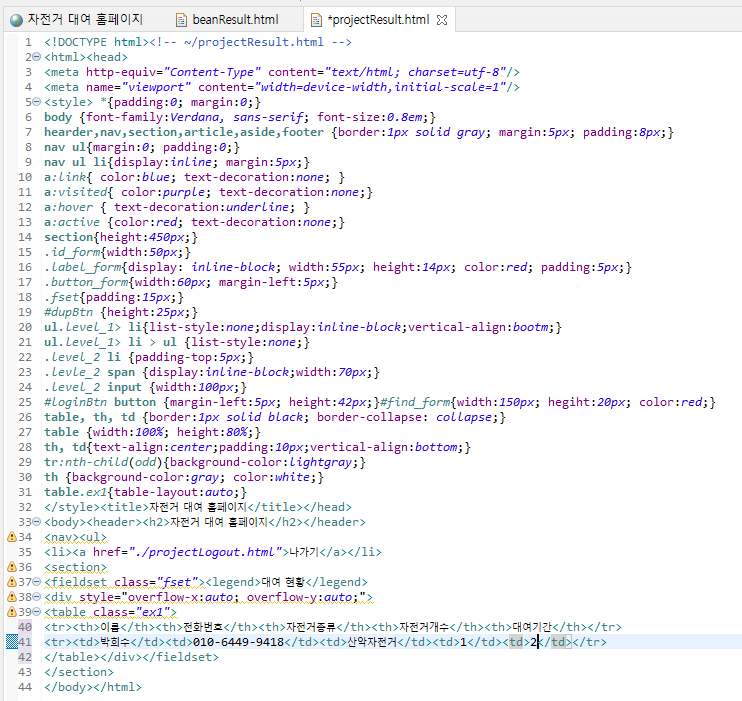 자전거 대여 홈페이지 beanResult.html *projectResult.html
1 <!DOCTYPE html><!-- ~/projectResult.html -->
2 <html><head>
3 <meta http-equiv="Content-Type" content="text/html; charset=utf-8"/>
4 <meta name="viewport" content="width=device-width,initial-scale=1"/>
5 <style> *{padding:0; margin:0;}
6 body {font-family:Verdana, sans-serif; font-size:0.8em;}
7 hearder,nav,section,article,aside,footer {border:1px solid gray; margin:5px; padding:8px;}
8 nav ul{margin:0; padding:0;}
9 nav ul li{display:inline; margin:5px;}
10 a:link{ color:blue; text-decoration:none; }
11 a:visited{ color:purple; text-decoration:none;}
12 a:hover { text-decoration:underline; }
13 a:active {color:red; text-decoration:none;}
14 section{height:450px;}
15 .id_form{width:50px;}
16 .label_form{display: inline-block; width:55px; height:14px; color:red; padding:5px;}
17 .button_form{width:60px; margin-left:5px;}
18 .fset{padding:15px;}
19 #dupBtn {height:25px;}
20 ul.level_1> li{list-style:none;display:inline-block;vertical-align:bootm;}
21 ul.level_1> li > ul {list-style:none;}
22 .level_2 li {padding-top:5px;}
23 .levle_2 span {display:inline-block;width:70px;}
24 .level_2 input {width:100px;}
25 #loginBtn button {margin-left:5px; height:42px;}#find_form{width:150px; hegiht:20px; color:red;}
26 table, th, td {border:1px solid black; border-collapse: collapse;}
27 table {width:100%; height:80%;}
28 th, td{text-align:center;padding:10px;vertical-align:bottom;}
29 tr:nth-child(odd){background-color:lightgray;}
30 th {background-color:gray; color:white;}
31 table.ex1{table-layout:auto;}
32 </style><title>자전거 대여 홈페이지</title></head>
33 <body><header><h2>자전거 대여 홈페이지</h2></header>
34 <nav><ul>
35 <li><a href="./projectLogout.html">나가기</a></li>
36 <section>
37 <fieldset class="fset"><legend>대여 현황</legend>
38 <div style="overflow-x:auto; overflow-y:auto;">
39 <table class="ex1">
40 <tr><th>이름</th><th>전화번호</th><th>자전거종류</th><th>자전거개수</th><th>대여기간</th></tr>
41 <tr><td>박희수</td><td>010-6449-9418</td><td>산악자전거</td><td>1</td><td>2</td></tr>
42 </table></div></fieldset>
43 </section>
44 </body></html>